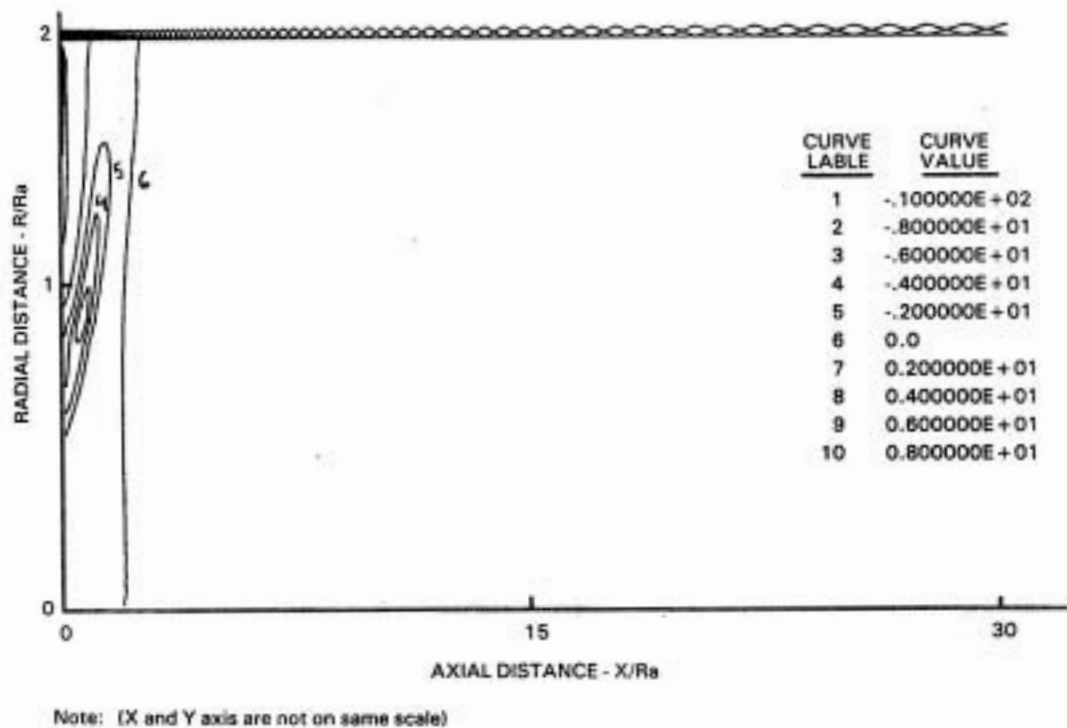 2
RADIAL DISTANCE - R/Ra
1
0
5
6
4
CURVE LABLE CURVE VALUE
1 -.100000E+02
2 -.800000E+01
3 -.600000E+01
4 -.400000E+01
5 -.200000E+01
6 0.0
7 0.200000E+01
8 0.400000E+01
9 0.600000E+01
10 0.800000E+01
0 15 30
AXIAL DISTANCE - X/Ra
Note: (X and Y axis are not on same scale)